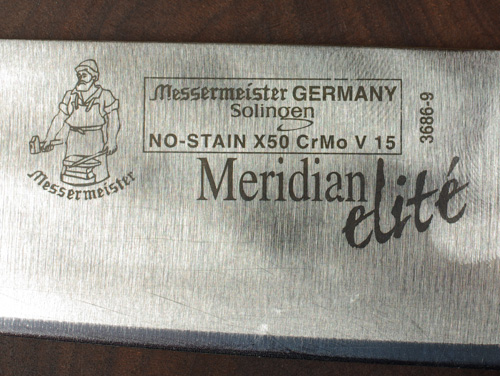 Messermeister GERMANY
Solingen
NO-STAIN X50 CrMo V 15
3686-9
Messermeister
Meridian
elité